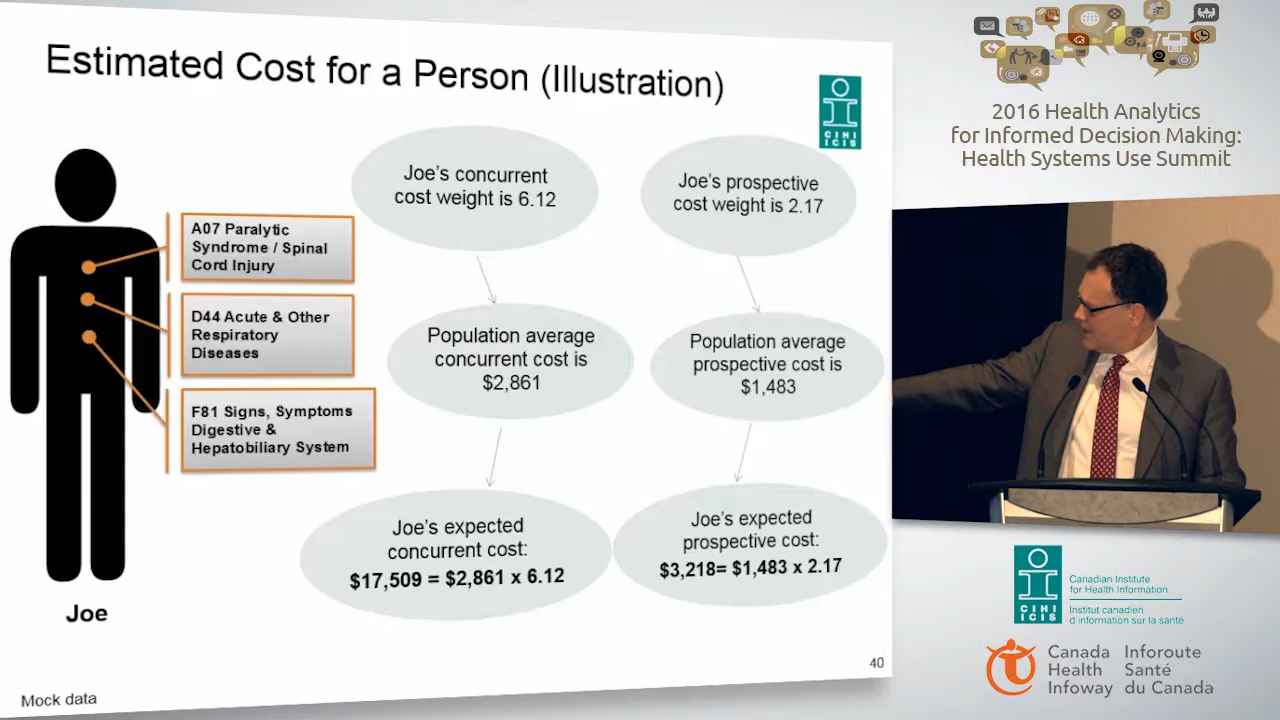 Estimated Cost for a Person (Illustration)
CIHI
ICIS
A07 Paralytic
Syndrome / Spinal
Cord Injury
D44 Acute & Other
Respiratory
Diseases
F81 Signs, Symptoms
Digestive &
Hepatobiliary System
Joe
Joe's concurrent
cost weight is 6.12
Population average
concurrent cost is
$2,861
Joe's expected
concurrent cost:
$17,509 = $2,861 x 6.12
Joe's prospective
cost weight is 2.17
Population average
prospective cost is
$1,483
Joe's expected
prospective cost:
$3,218= $1,483 x 2.17
40
Mock data
2016 Health Analytics
for Informed Decision Making:
Health Systems Use Summit
CIHI
ICIS
Canadian Institute
for Health Information
Institut canadien
d'information sur la santé
Canada
Health
Infoway
Inforoute
Santé
du Canada